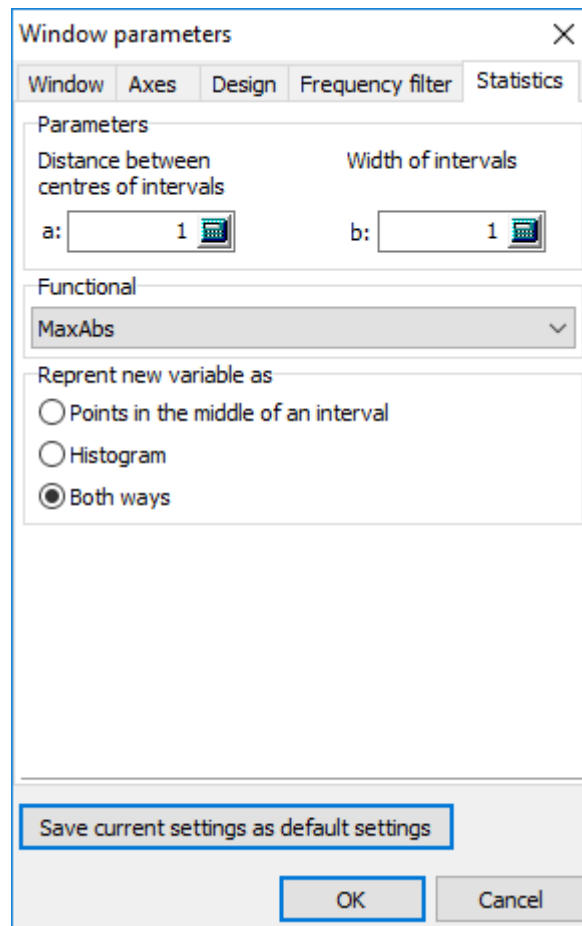 Window parameters
Window Axes Design Frequency filter Statistics
Parameters
Distance between
centres of intervals
Width of intervals
a: 1
b: 1
Functional
MaxAbs
Reprent new variable as
Points in the middle of an interval
Histogram
Both ways
Save current settings as default settings
OK Cancel